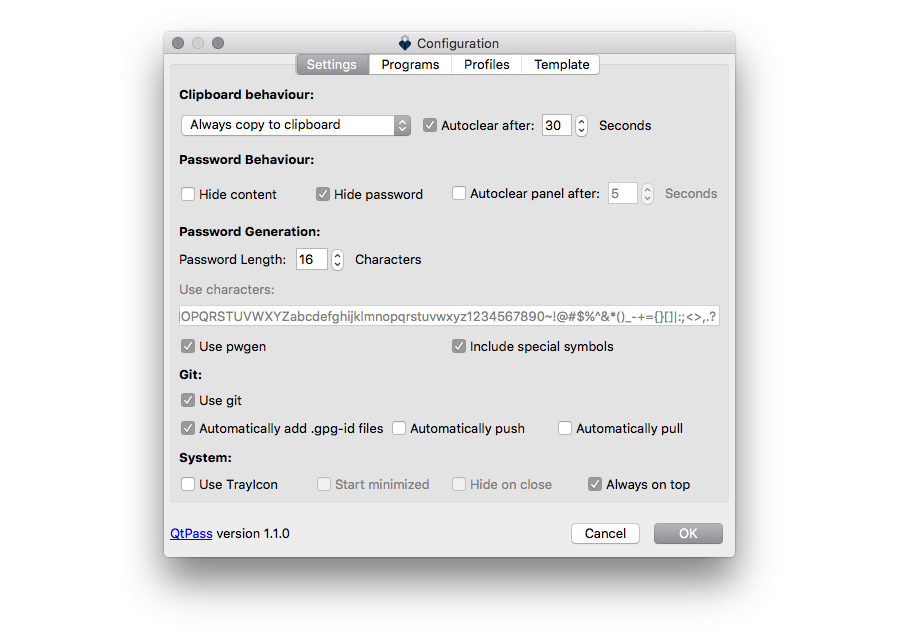 Configuration
Settings Programs Profiles Template
Clipboard behaviour:
Always copy to clipboard Autoclear after: 30 Seconds
Password Behaviour:
Hide content Hide password Autoclear panel after: 5 Seconds
Password Generation:
Password Length: 16 Characters
Use characters:
OPQRSTUVWXYZabcdefghijklmnopqrstuvwxyz1234567890~!@#$%^&*()_-+={}[]|:;<>,.?
Use pwgen Include special symbols
Git:
Use git
Automatically add .gpg-id files Automatically push Automatically pull
System:
Use TrayIcon Start minimized Hide on close Always on top
QtPass version 1.1.0 Cancel OK